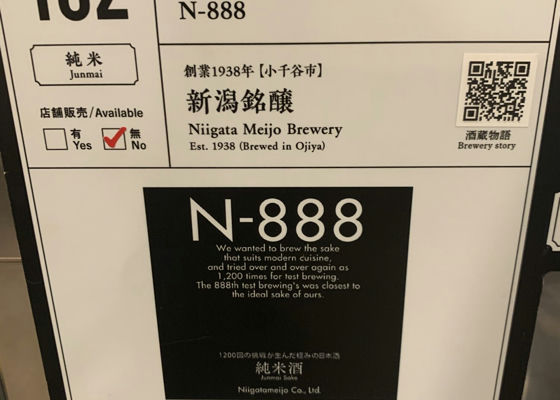 N-888
純米
Junmai
店舗販売/Available
有
Yes
無
No
創業1938年【小千谷市】
新潟銘醸
Niigata Meijo Brewery
Est. 1938 (Brewed in Ojiya)
酒蔵物語
Brewery story
N-888
We wanted to brew the sake
that suits modern cuisine,
and tried over and over again as
1,200 times for test brewing.
The 888th test brewing's was closest to
the ideal sake of ours.
1200回の挑戦が生んだ極みの日本酒
純米酒
Junmai Sake
Niigatameijo Co., Ltd.